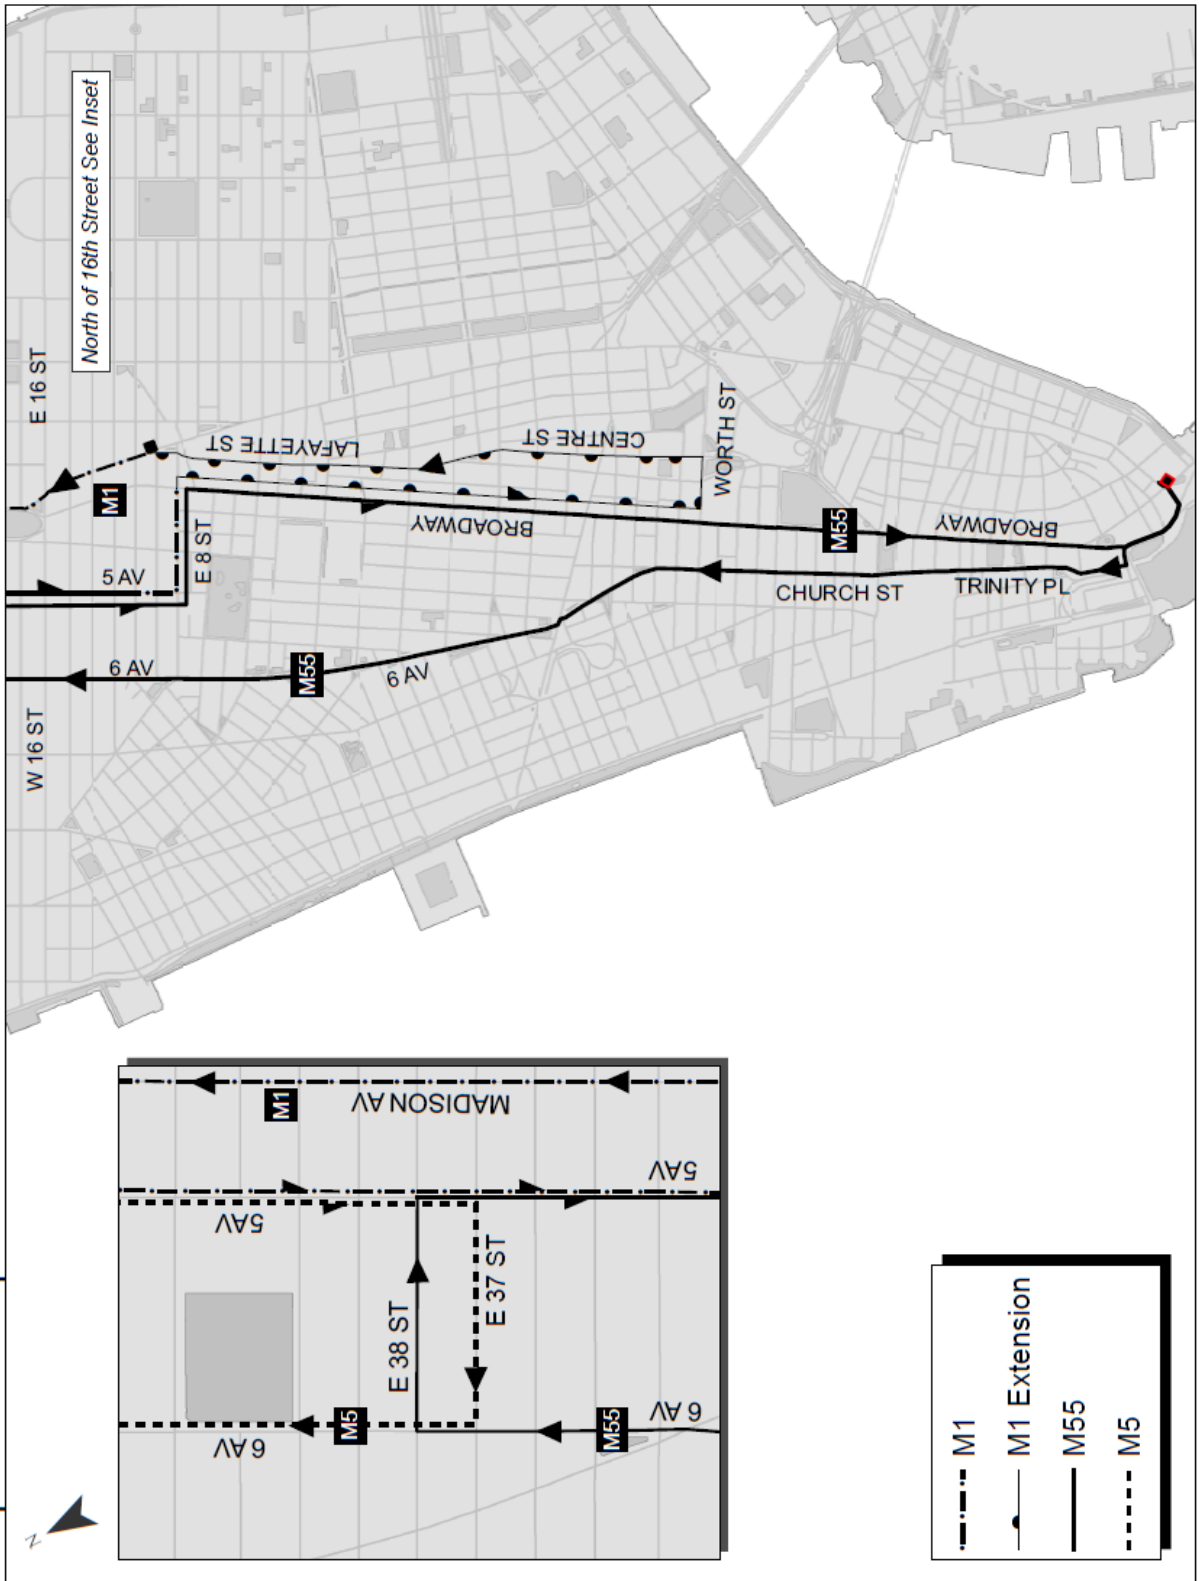 North of 16th Street See Inset
E 16 ST
M1
LAFAYETTE ST
CENTRE ST
WORTH ST
5 AV
E 8 ST
BROADWAY
M55
BROADWAY
CHURCH ST
TRINITY PL
6 AV
M55
6 AV
W 16 ST
M1
MADISON AV
5AV
5AV
E 38 ST
E 37 ST
M5
6 AV
M55
6 AV
N
M1
M1 Extension
M55
M5